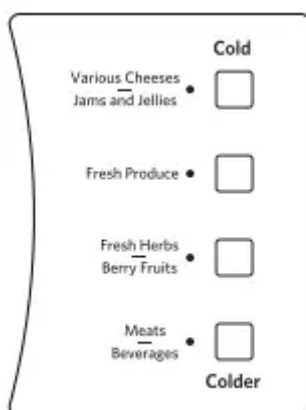 Cold
Various Cheeses
Jams and Jellies
Fresh Produce
Fresh Herbs
Berry Fruits
Meats
Beverages
Colder